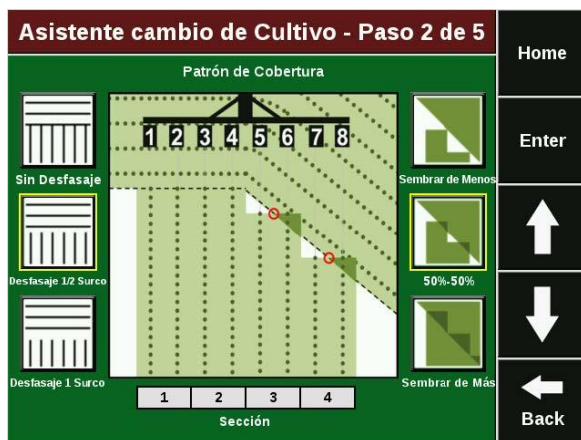 Asistente cambio de Cultivo - Paso 2 de 5
Home
Patrón de Cobertura
1 2 3 4 5 6 7 8
Enter
Sin Desfasaje
Sembrar de Menos
Desfasaje 1/2 Surco
50%-50%
Desfasaje 1 Surco
Sembrar de Más
1 2 3 4
Sección
Back